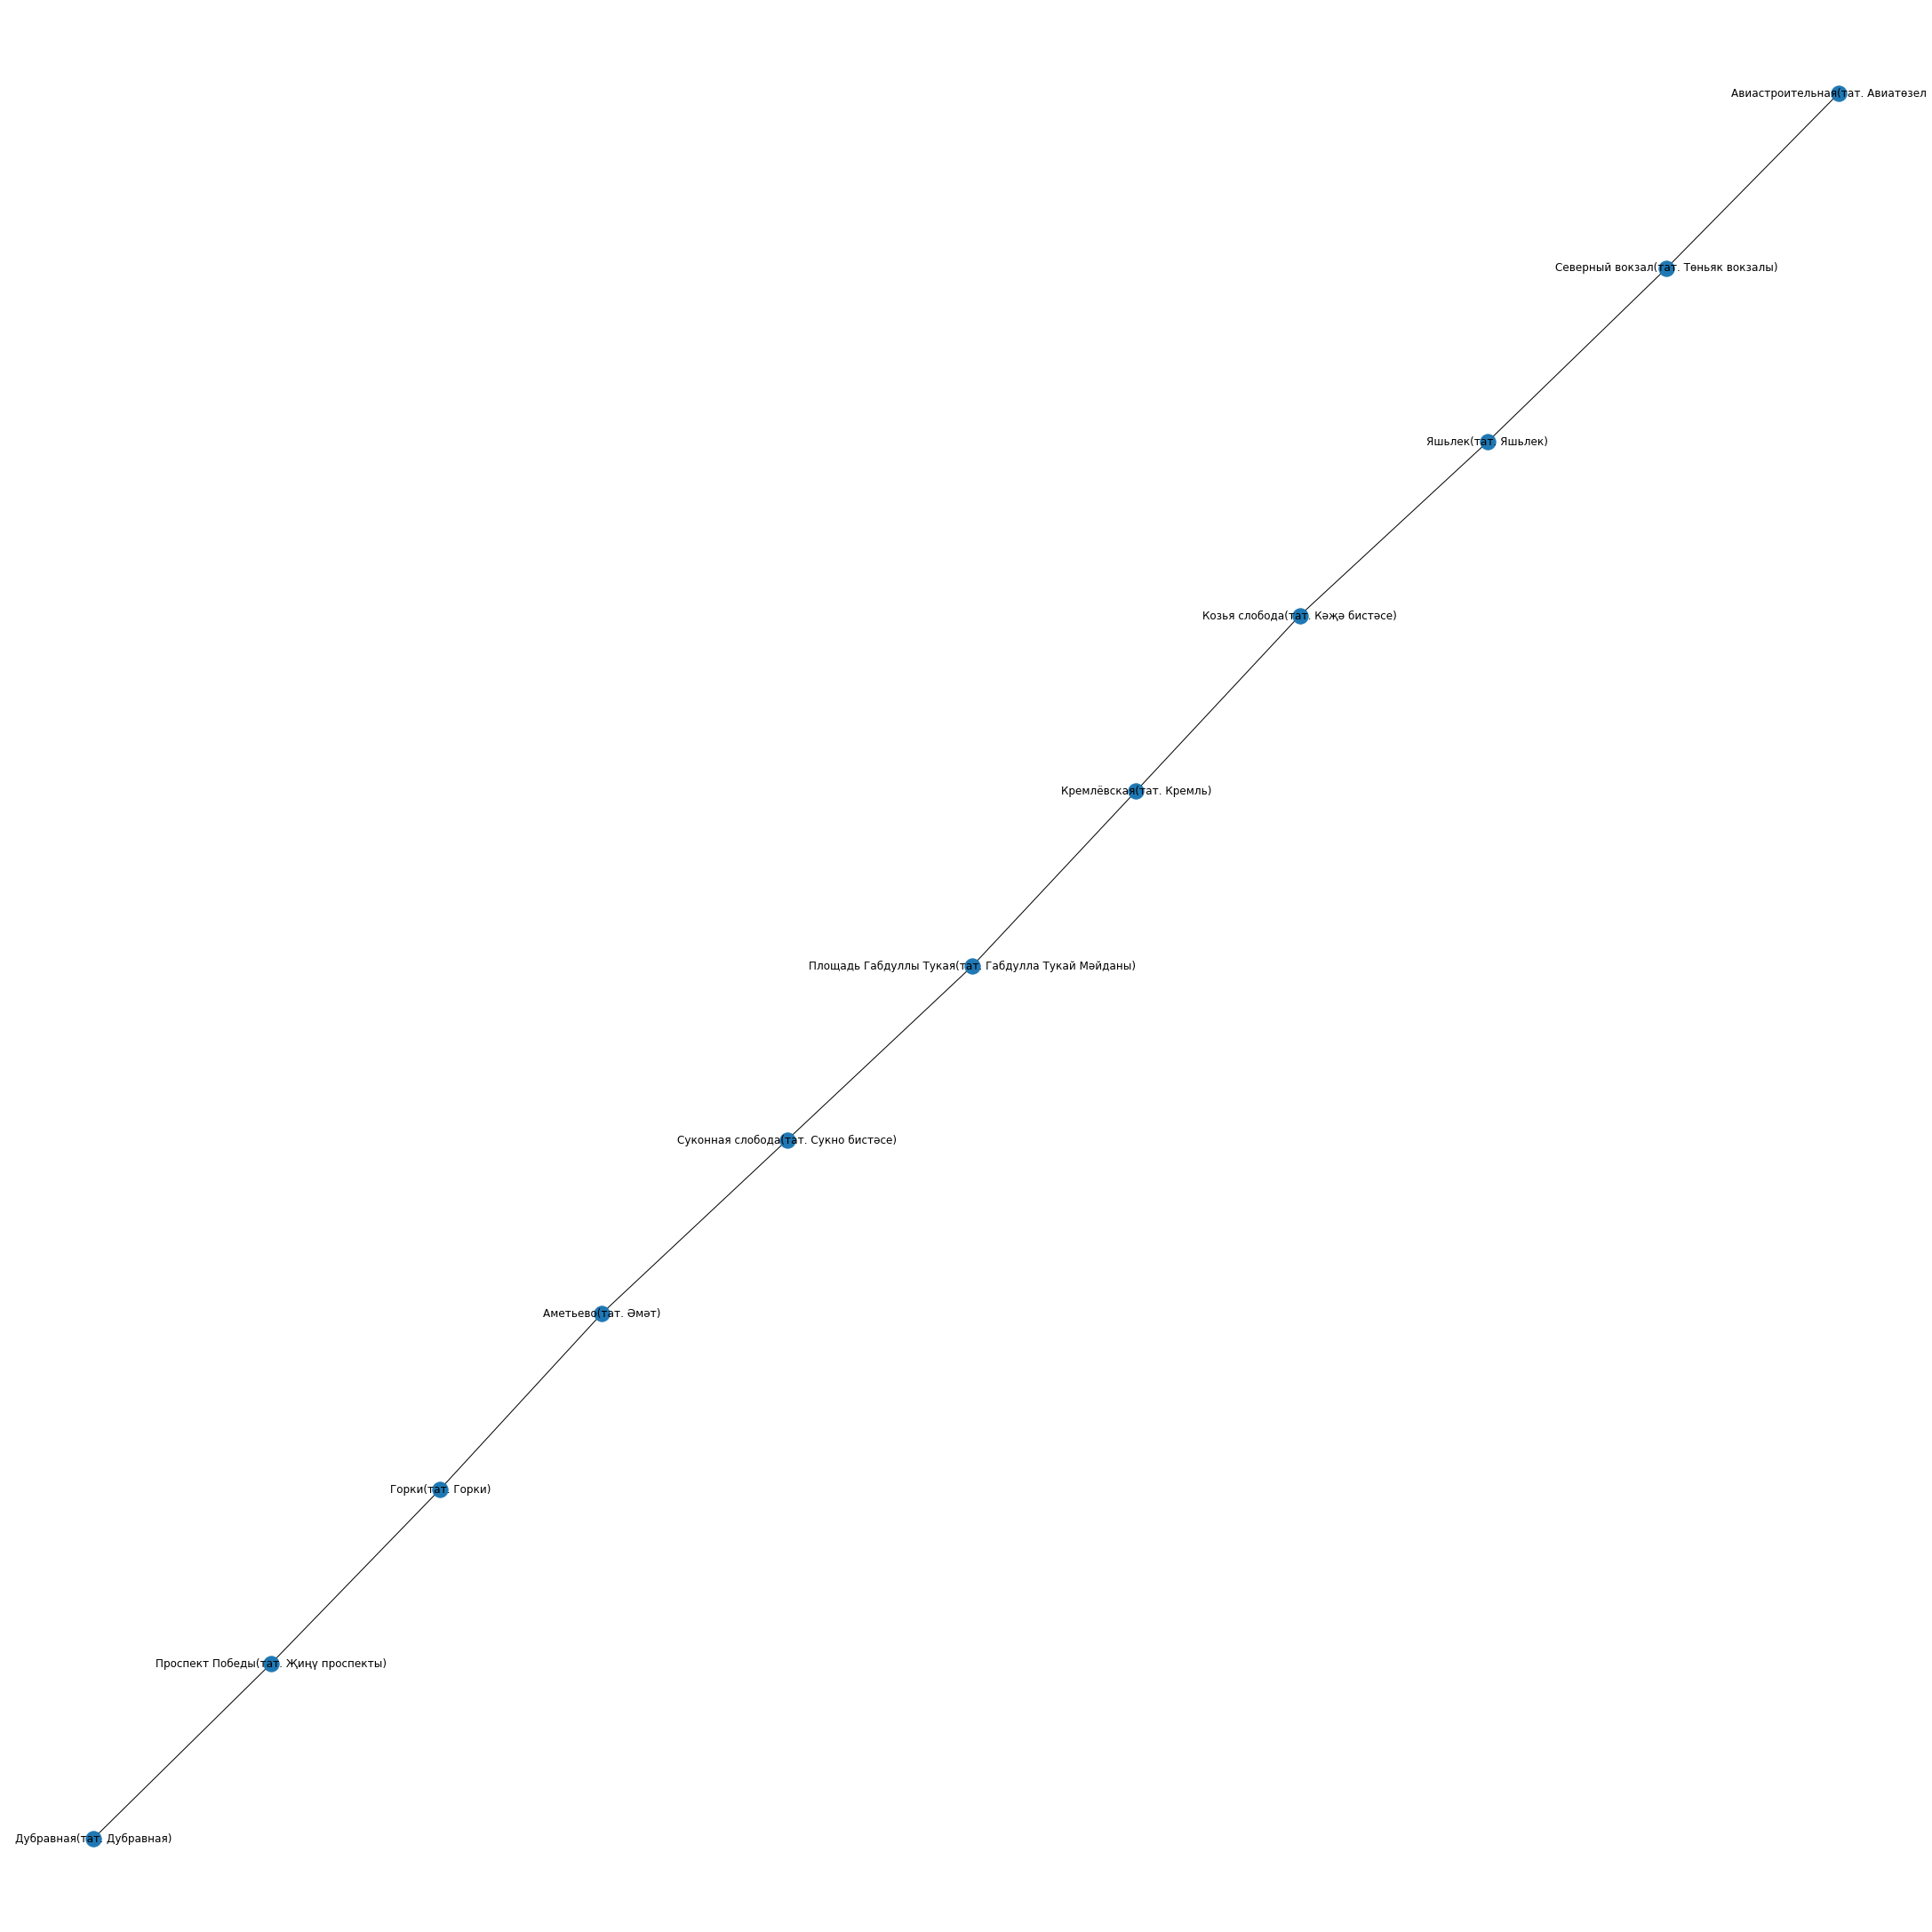 Авиастроительная(тат. Авиатөзел
Северный вокзал(тат. Төньяк вокзалы)
Яшьлек(тат. Яшьлек)
Козья слобода(тат. Кәҗә бистәсе)
Кремлёвская(тат. Кремль)
Площадь Габдуллы Тукая(тат. Габдулла Тукай Мәйданы)
Суконная слобода(тат. Сукно бистәсе)
Аметьево(тат. Әмәт)
Горки(тат. Горки)
Проспект Победы(тат. Җиңү проспекты)
Дубравная(тат. Дубравная)